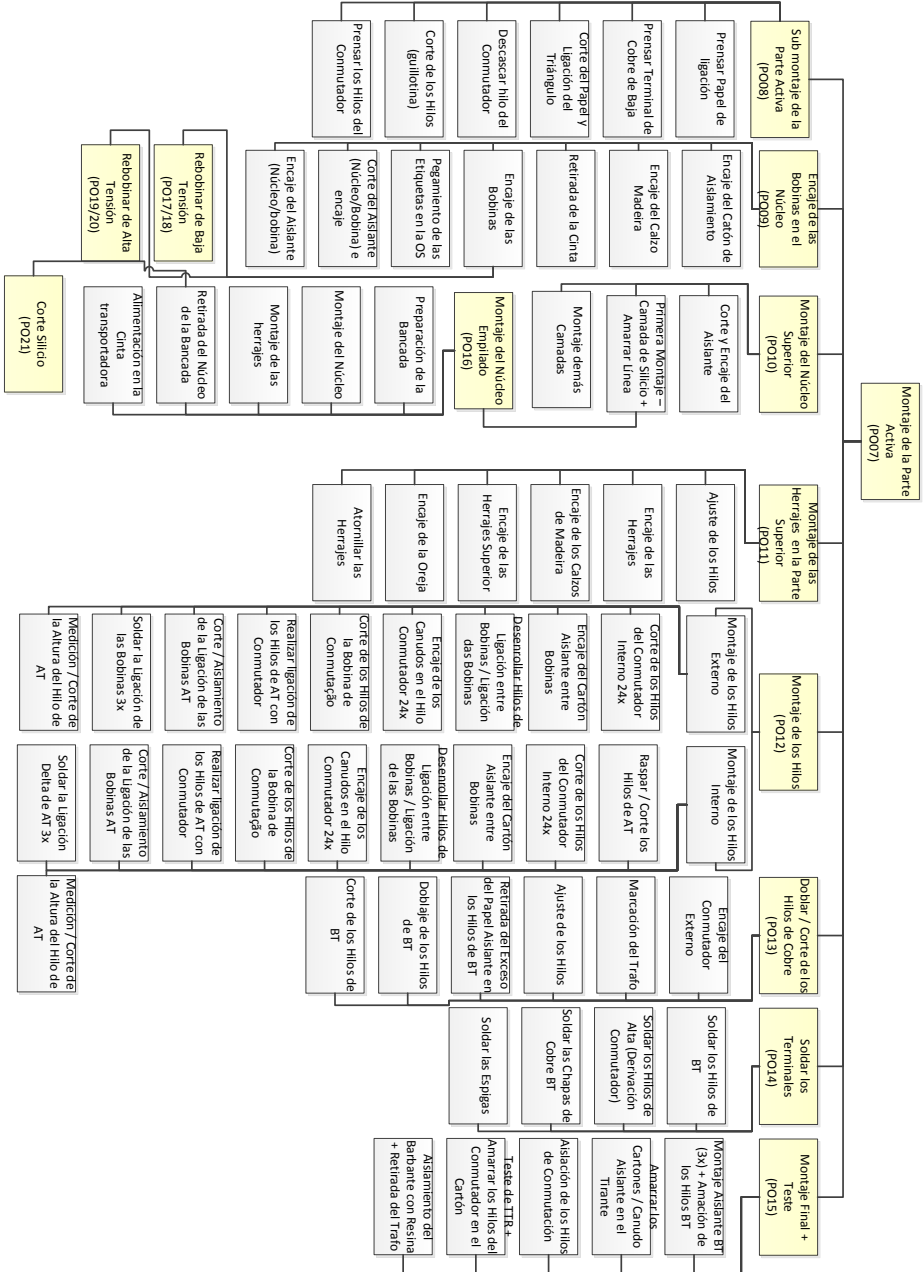 Montaje de la Parte
Activa
(PO07)
Sub montaje de la
Parte Activa
(PO08)
Prensar Papel de
ligación
Prensar Terminal de
Cobre de Baja
Corte del Papel y
Ligación del
Triángulo
Descascar hilo del
Conmutador
Corte de los Hilos
(guillotina)
Prensar los Hilos del
Conmutador
Encaje de las
Bobinas en el
Núcleo
(PO09)
Encaje del Catón de
Aislamiento
Encaje del Calzo
Madeira
Retirada de la Cinta
Encaje de las
Bobinas
Pegamiento de las
Etiquetas en la OS
Corte del Aislante
(Núcleo/Bobina) e
encaje
Encaje del Aislante
(Núcleo/bobina)
Rebobinar de Baja
Tensión
(PO17/18)
Rebobinar de Alta
Tensión
(PO19/20)
Montaje del Núcleo
Superior
(PO10)
Corte y Encaje del
Aislante
Primera Montaje –
Camada de Silicio +
Amarrar Línea
Montaje demás
Camadas
Montaje del Núcleo
Empilado
(PO16)
Preparación de la
Bancada
Montaje del Núcleo
Montaje de las
herrajes
Retirada del Núcleo
de la Bancada
Alimentación en la
Cinta
transportadora
Corte Silicio
(PO21)
Montaje de las
Herrajes en la Parte
Superior
(PO11)
Ajuste de los Hilos
Encaje de las
Herrajes
Encaje de los Calzos
de Madeira
Encaje de las
Herrajes Superior
Encaje de la Oreja
Atornillar las
Herrajes
Montaje de los Hilos
(PO12)
Montaje de los Hilos
Externo
Corte de los Hilos
del Conmutador
Interno 24x
Encaje del Cartón
Aislante entre
Bobinas
Desenrollar Hilos de
Ligación entre
Bobinas / Ligación
das Bobinas
Encaje de los
Canudos en el Hilo
Conmutador 24x
Corte de los Hilos de
la Bobina de
Conmutação
Realizar ligación de
los Hilos de AT con
Conmutador
Corte / Aislamiento
de la Ligación de las
Bobinas AT
Soldar la Ligación de
las Bobinas 3x
Medición / Corte de
la Altura del Hilo de
AT
Montaje de los Hilos
Interno
Raspar / Corte los
Hilos de AT
Corte de los Hilos
del Conmutador
Interno 24x
Encaje del Cartón
Aislante entre
Bobinas
Desenrollar Hilos de
Ligación entre
Bobinas / Ligación
de las Bobinas
Encaje de los
Canudos en el Hilo
Conmutador 24x
Corte de los Hilos de
la Bobina de
Conmutação
Realizar ligación de
los Hilos de AT con
Conmutador
Corte / Aislamiento
de la Ligación de las
Bobinas AT
Soldar la Ligación
Delta de AT 3x
Medición / Corte de
la Altura del Hilo de
AT
Doblar / Corte de los
Hilos de Cobre
(PO13)
Encaje del
Conmutador
Externo
Marcación del Trafo
Ajuste de los Hilos
Retirada del Exceso
del Papel Aislante en
los Hilos de BT
Doblaje de los Hilos
de BT
Corte de los Hilos de
BT
Soldar los
Terminales
(PO14)
Soldar los Hilos de
BT
Soldar los Hilos de
Alta (Derivación
Conmutador)
Soldar las Chapas de
Cobre BT
Soldar las Espigas
Montaje Final +
Teste
(PO15)
Montaje Aislante BT
(3x) + Amación de
los Hilos BT
Amarrar los
Cartones / Canudo
Aislante en el
Tirante
Aislación de los Hilos
de Conmutación
Teste de TTR +
Amarrar los Hilos del
Conmutador en el
Cartón
Aislamiento del
Barbante con Resina
+ Retirada del Trafo